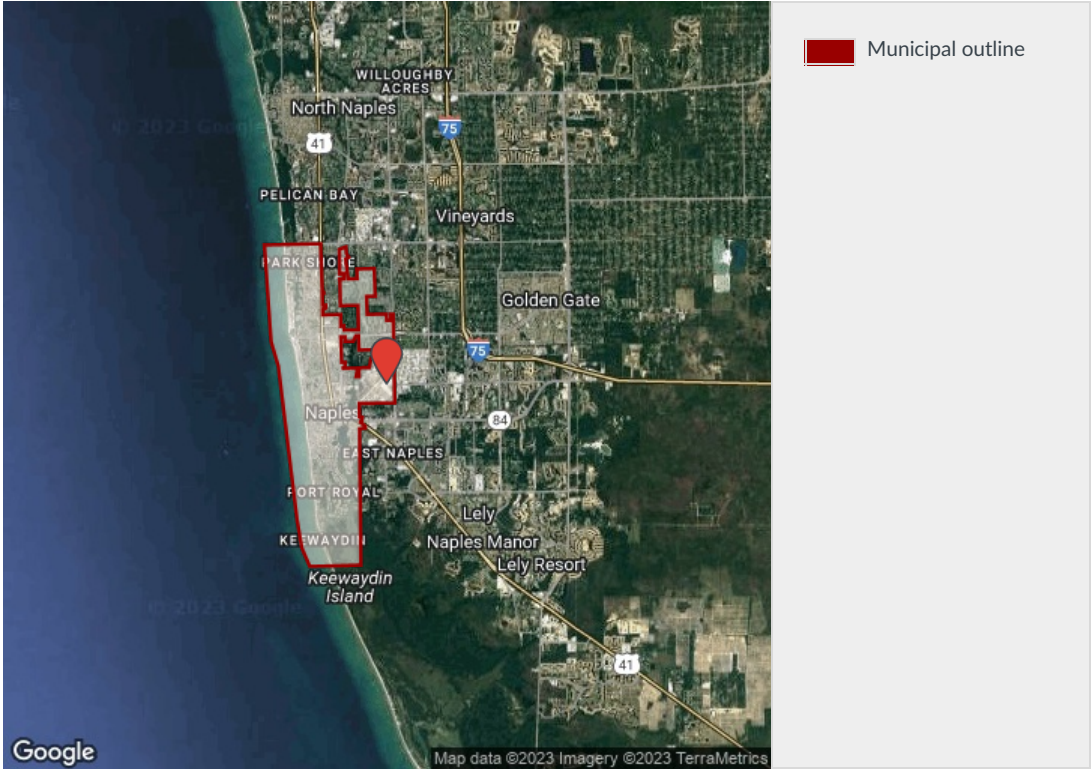 WILLOUGHBY
ACRES
North Naples
© 2023 Google
75
41
PELICAN BAY
Vineyards
PARK SHORE
Golden Gate
75
Naples
84
EAST NAPLES
PORT ROYAL
Lely
KEEWAYDIN
Naples Manor
Lely Resort
Keewaydin
Island
© 2023 Google
41
Google
Map data ©2023 Imagery ©2023 TerraMetrics
Municipal outline